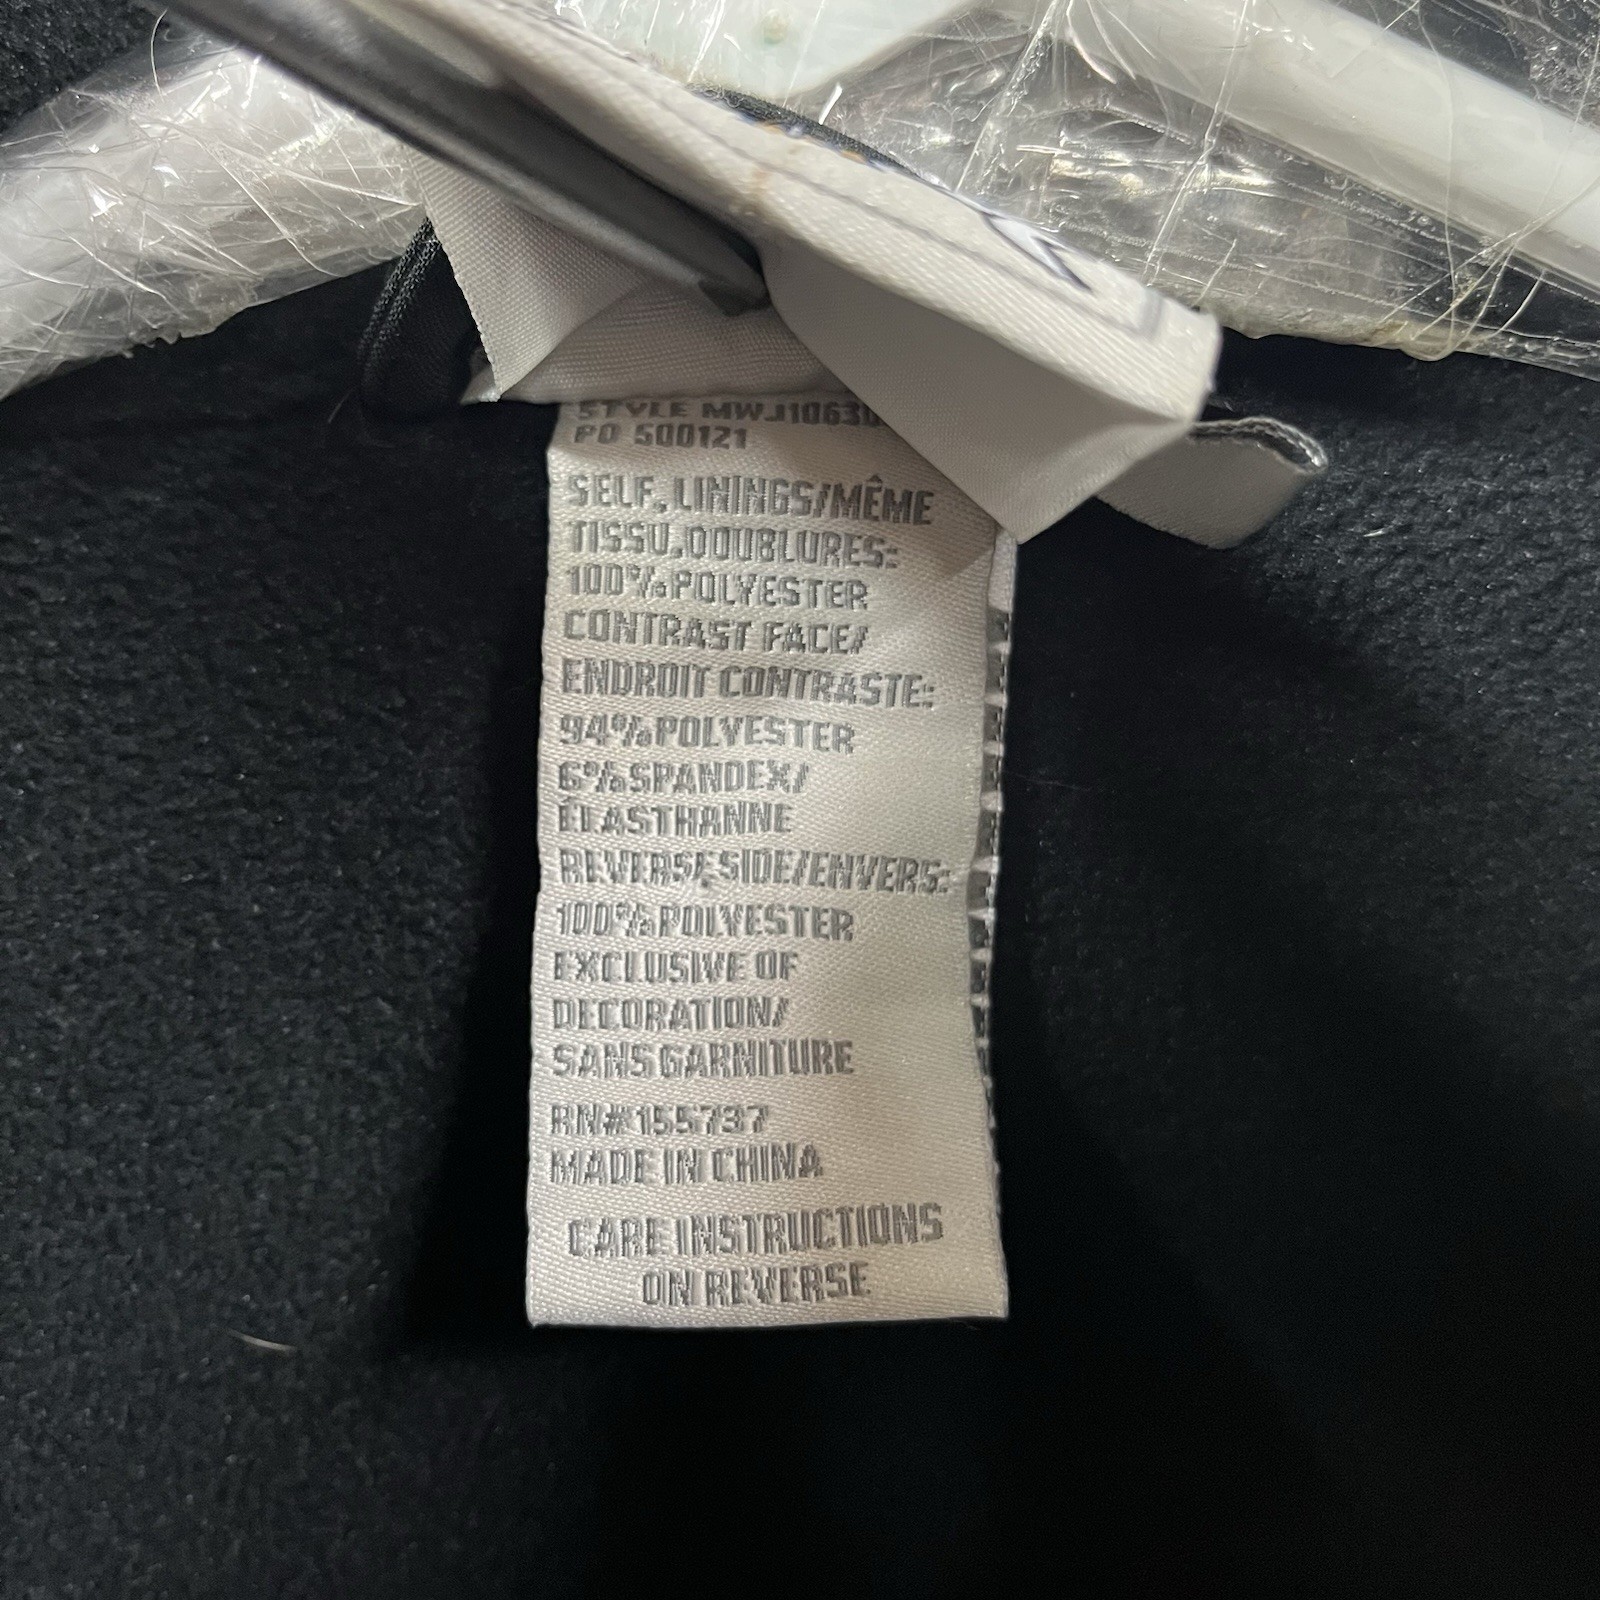 STYLE MWJ10630
PO 500121
SELF, LININGS/MÊME
TISSU,DOUBLURES:
100%POLYESTER
CONTRAST FACE/
ENDROIT CONTRASTE:
94%POLYESTER
6%SPANDEX/
ÉLASTHANNE
REVERSE SIDE/ENVERS:
100%POLYESTER
EXCLUSIVE OF
DECORATION/
SANS GARNITURE
RN#155737
MADE IN CHINA
CARE INSTRUCTIONS
ON REVERSE